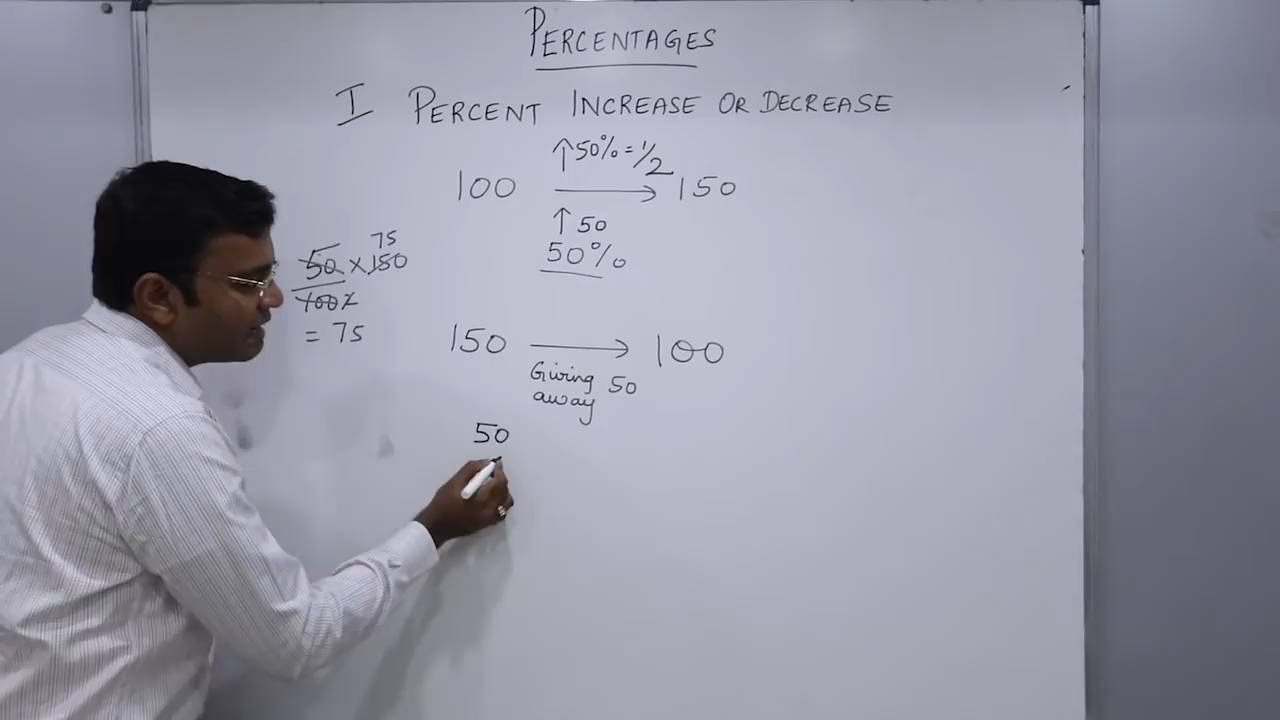 PERCENTAGES
I PERCENT INCREASE OR DECREASE
↑50% = 1/2
100 → 150
↑ 50
50%
50 × 150 75
100 2
= 75
150 → 100
Giving away 50
50